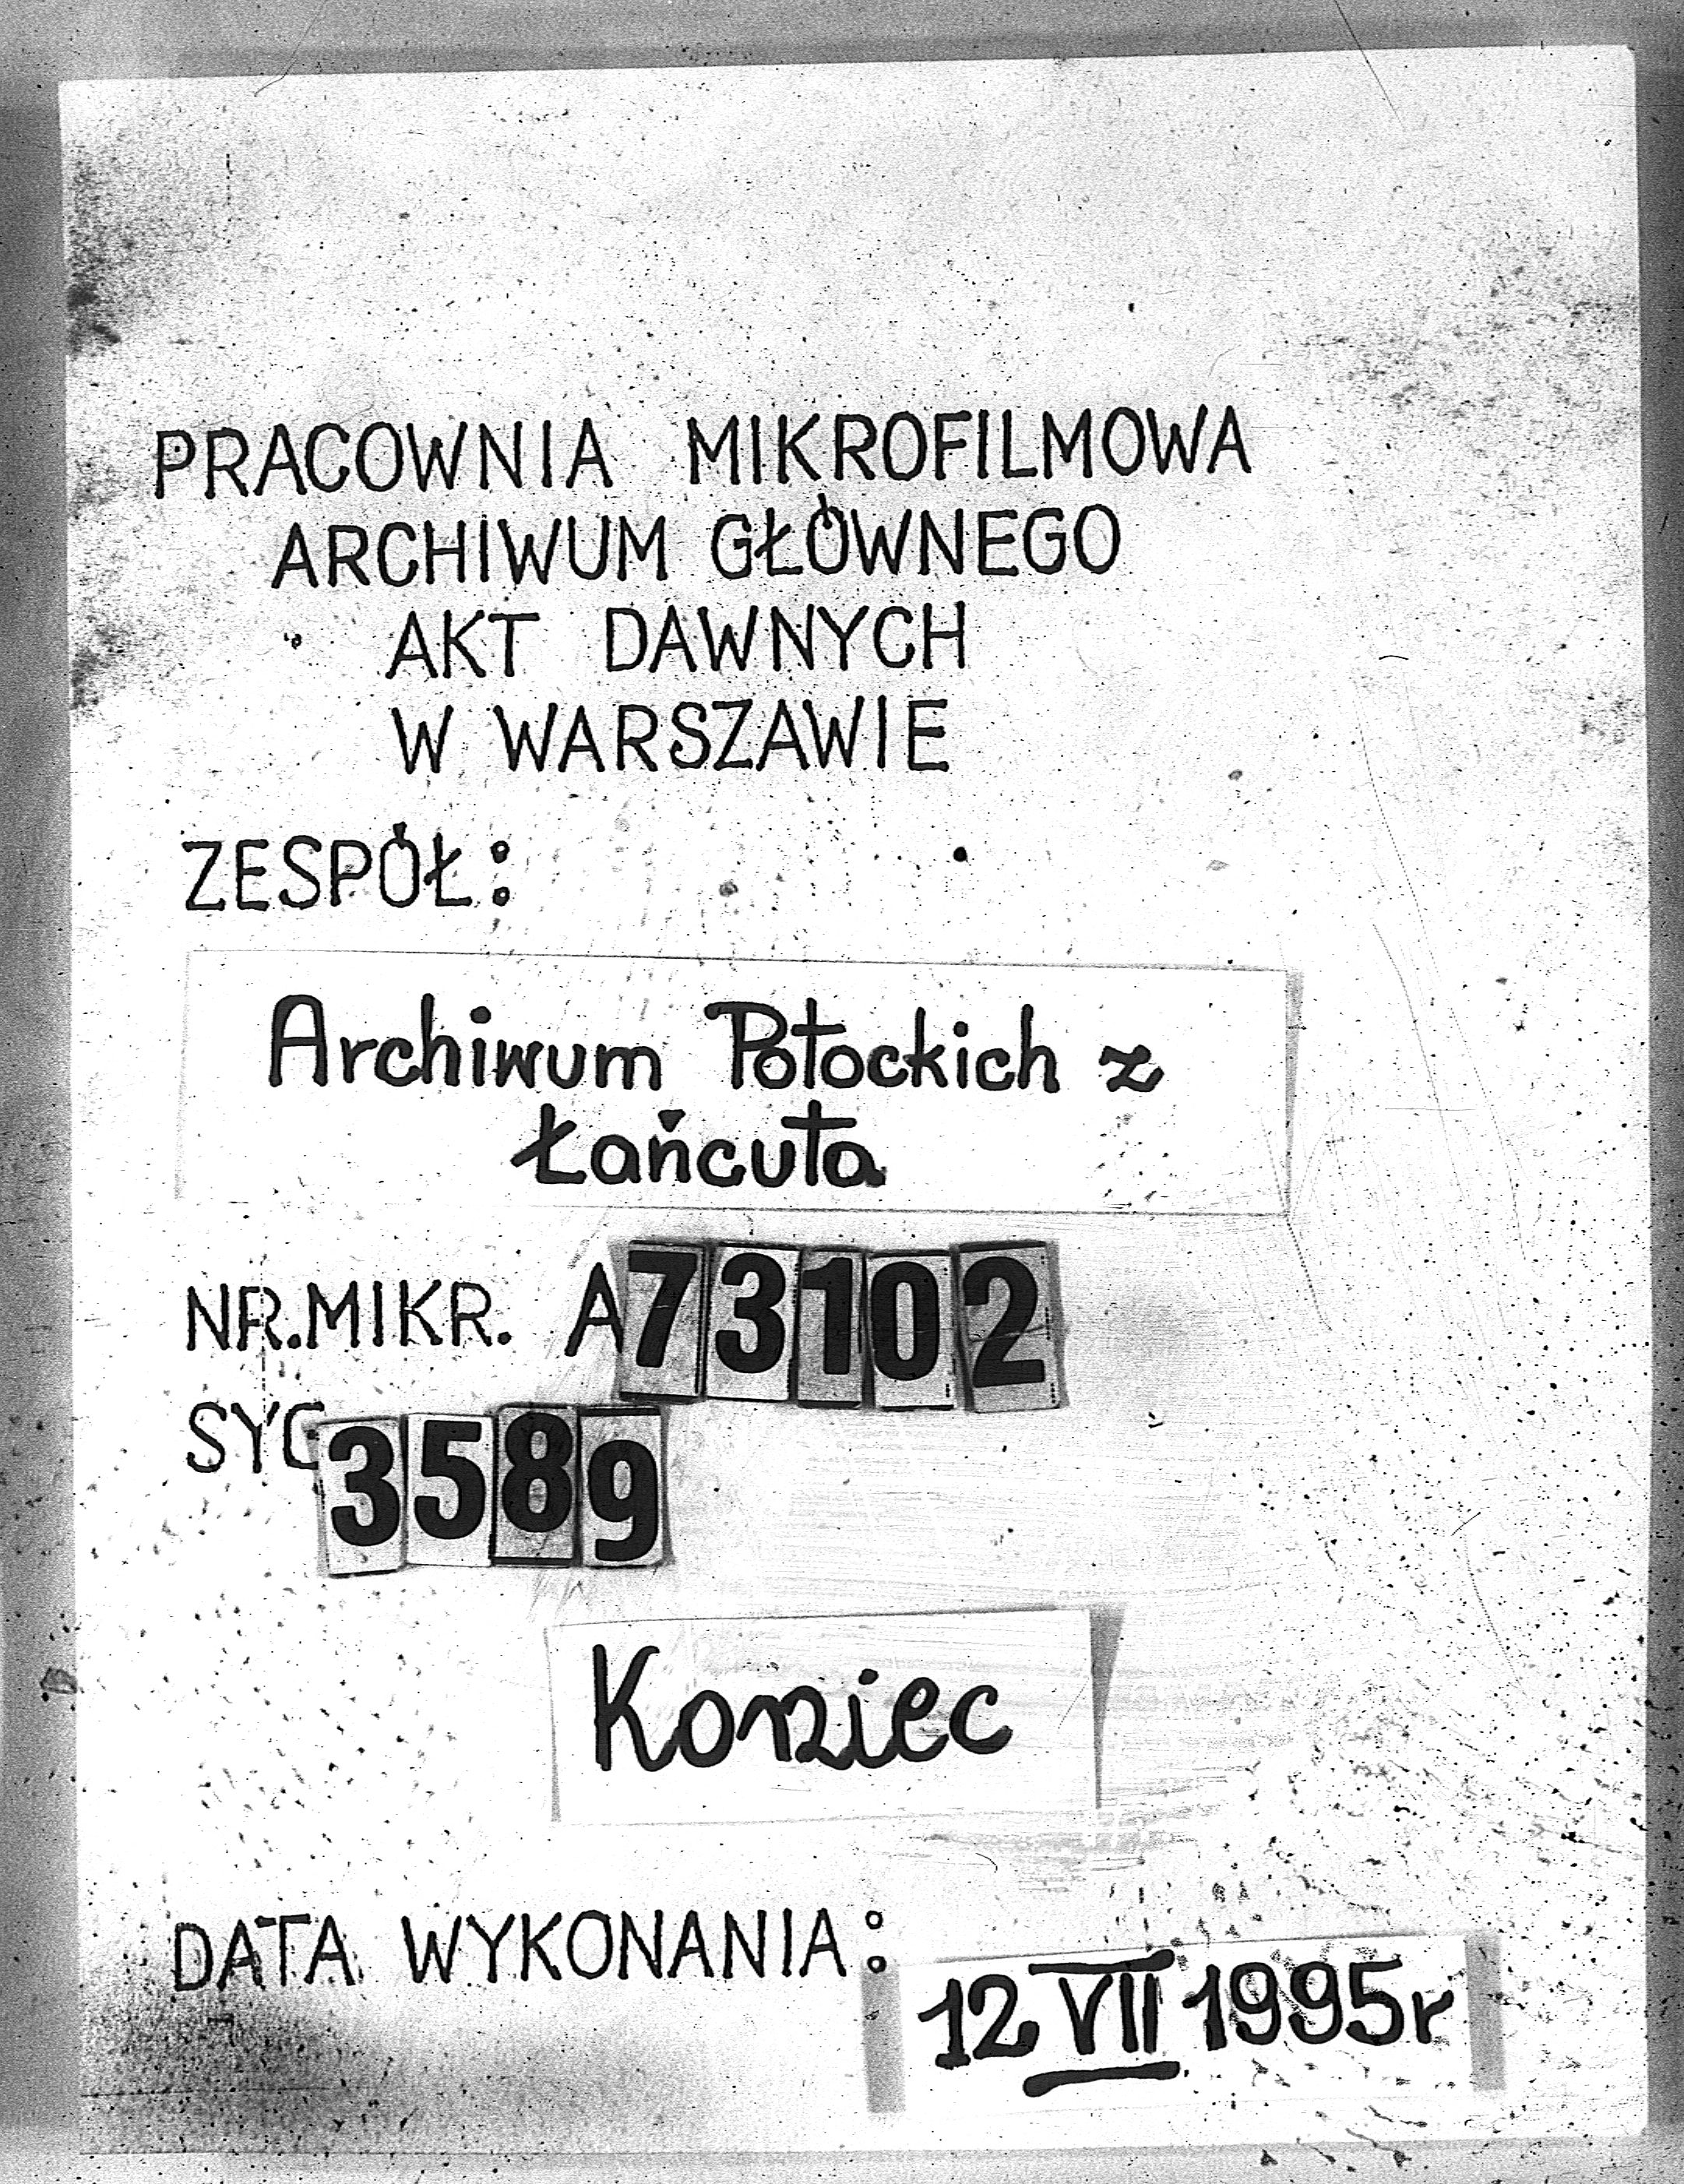 PRACOWNIA MIKROFILMOWA
ARCHIWUM GŁÓWNEGO
AKT DAWNYCH
W WARSZAWIE
ZESPÓŁ:
Archiwum Potockich z
Łańcuta
NR.MIKR. A73102
SYG 3589
Koniec
DATA WYKONANIA:
12 VII 1995r